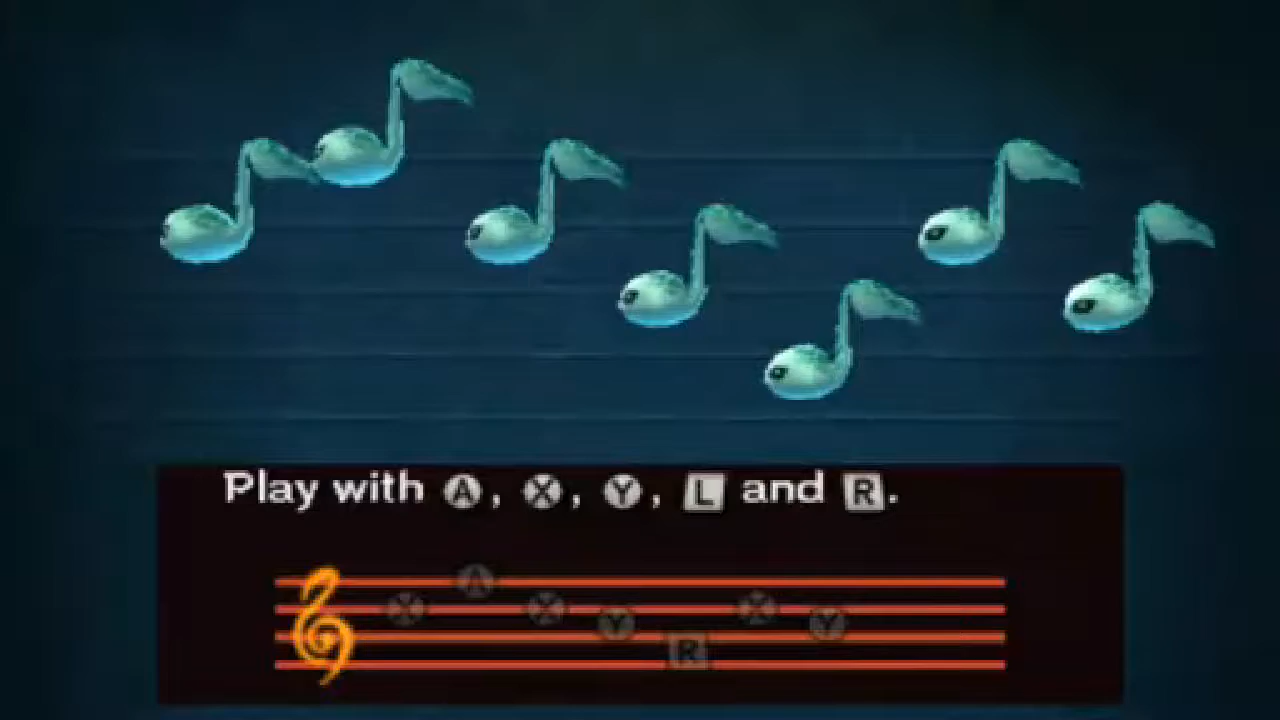 Play with A, X, Y, L and R.
A
X X X
Y Y
R